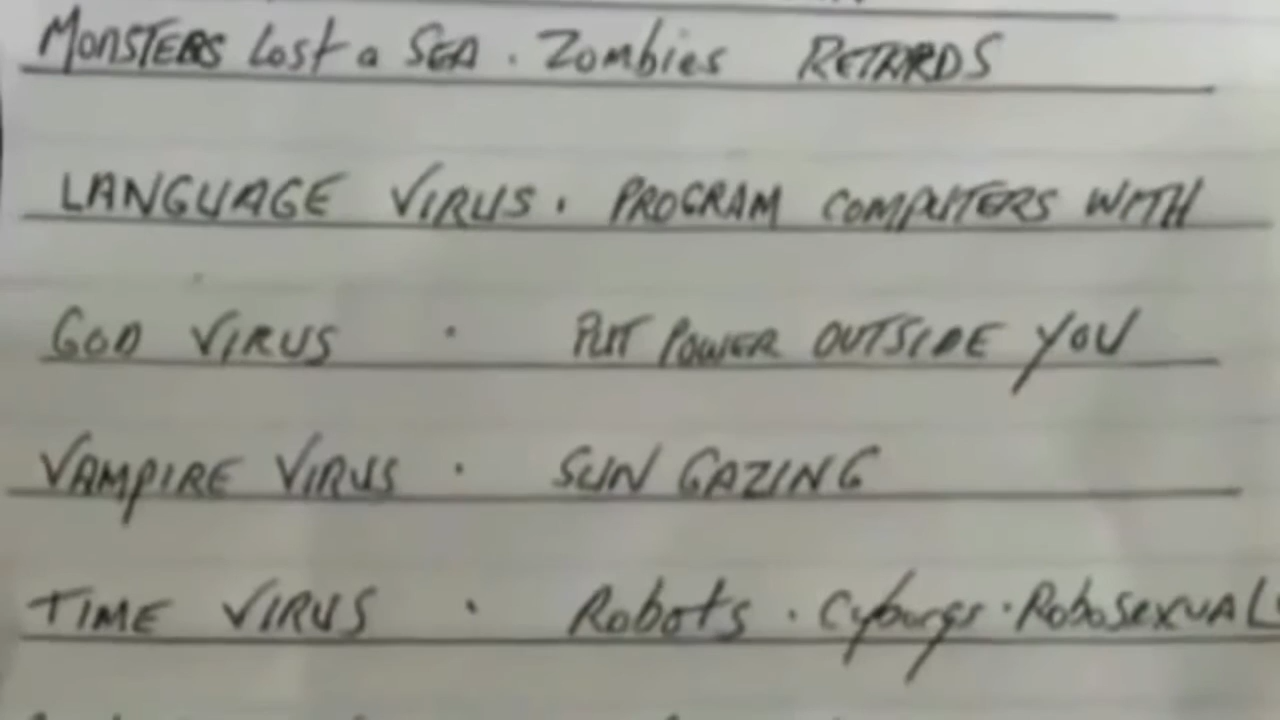 MONSTERS Lost a SEA . Zombies RETARDS
LANGUAGE VIRUS . PROGRAM COMPUTERS WITH
GOD VIRUS . PUT POWER OUTSIDE YOU
VAMPIRE VIRUS . SUN GAZING
TIME VIRUS . Robots . Cyborgs . RoboSexUAL